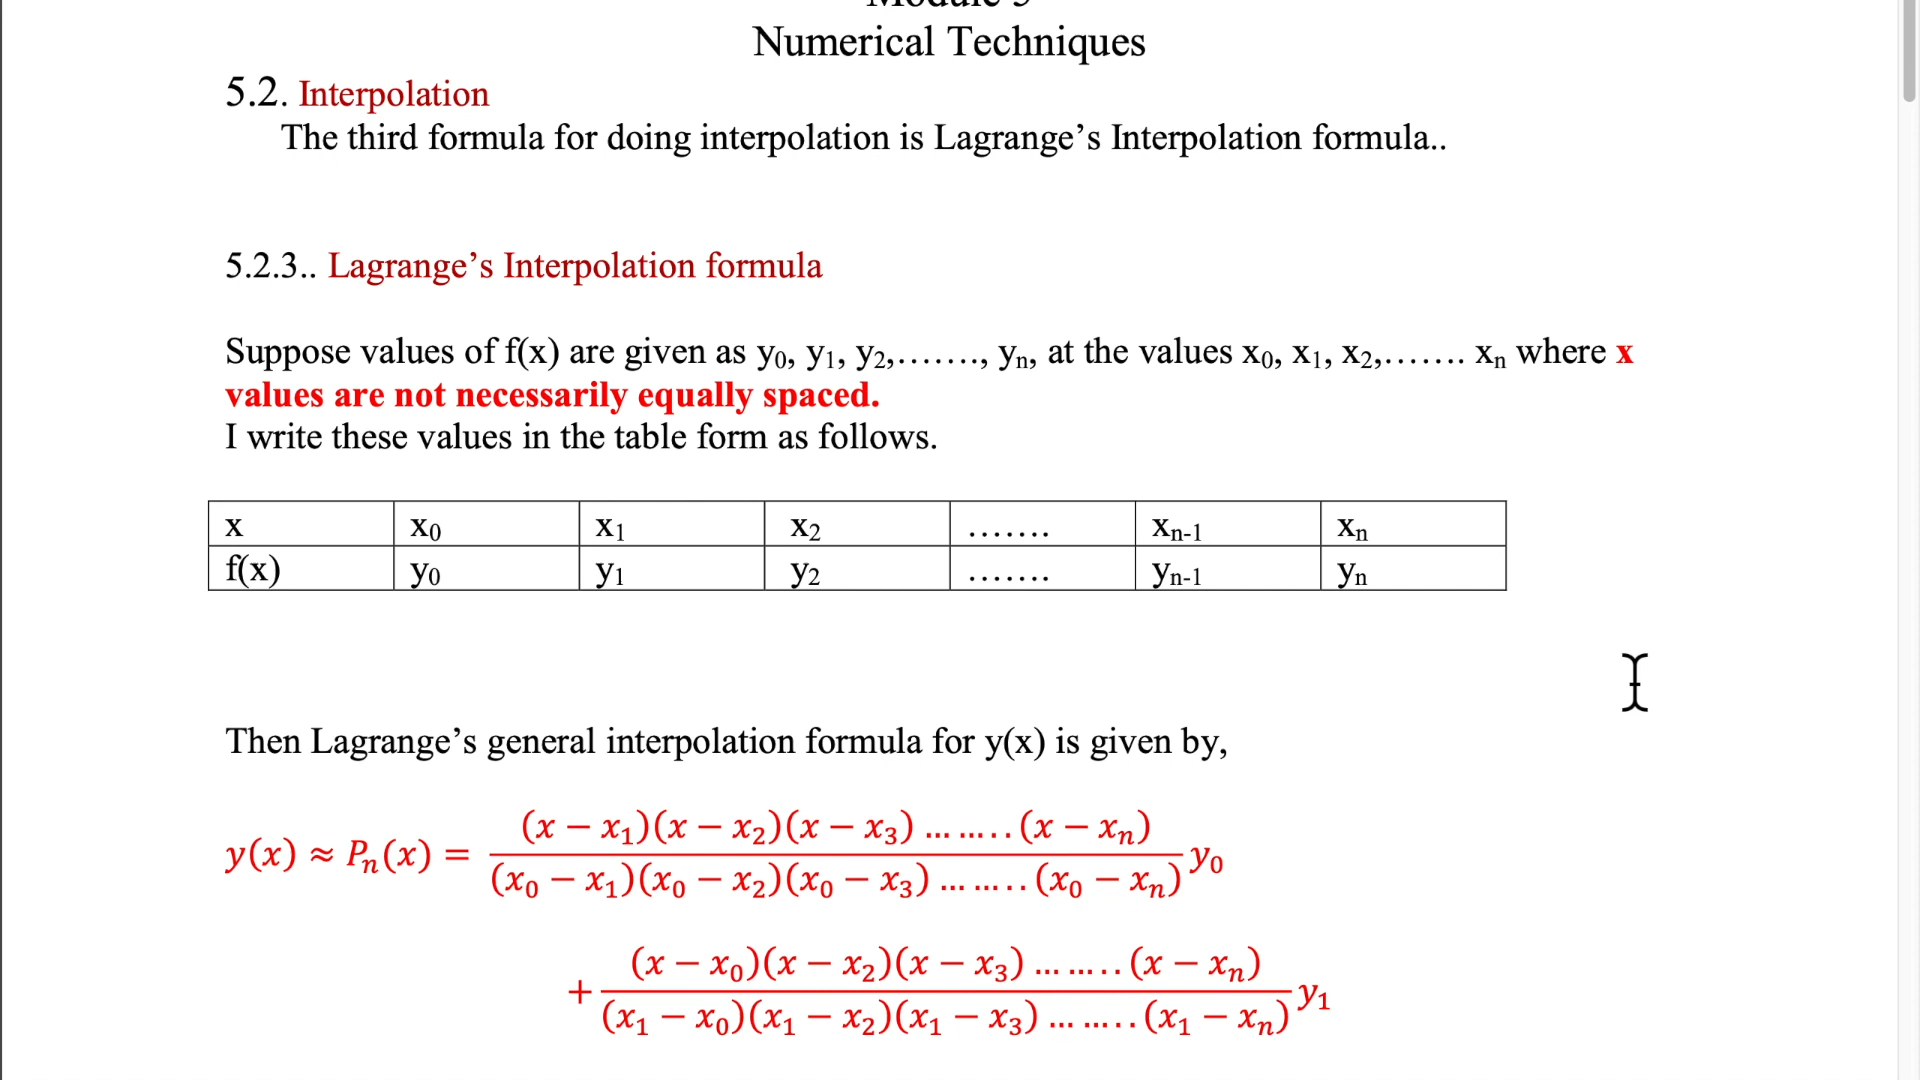 Numerical Techniques
5.2. Interpolation
The third formula for doing interpolation is Lagrange’s Interpolation formula..
5.2.3.. Lagrange’s Interpolation formula
Suppose values of f(x) are given as y₀, y₁, y₂,……., yₙ, at the values x₀, x₁, x₂,……. xₙ where x
values are not necessarily equally spaced.
I write these values in the table form as follows.
x x₀ x₁ x₂ ……. xₙ₋₁ xₙ
f(x) y₀ y₁ y₂ ……. yₙ₋₁ yₙ
Then Lagrange’s general interpolation formula for y(x) is given by,
y(x) ≈ Pₙ(x) = (x − x₁)(x − x₂)(x − x₃) … … . . (x − xₙ) / (x₀ − x₁)(x₀ − x₂)(x₀ − x₃) … … . . (x₀ − xₙ) y₀
+ (x − x₀)(x − x₂)(x − x₃) … … . . (x − xₙ) / (x₁ − x₀)(x₁ − x₂)(x₁ − x₃) … … . . (x₁ − xₙ) y₁